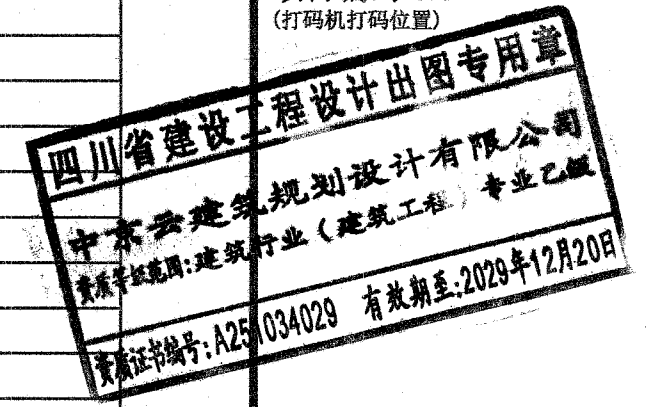 (打码机打码位置)
四川省建设工程设计出图专用章
中京云建筑规划设计有限公司
资质等级范围:建筑行业(建筑工程)专业乙级
资质证书编号:A251034029 有效期至:2029年12月20日